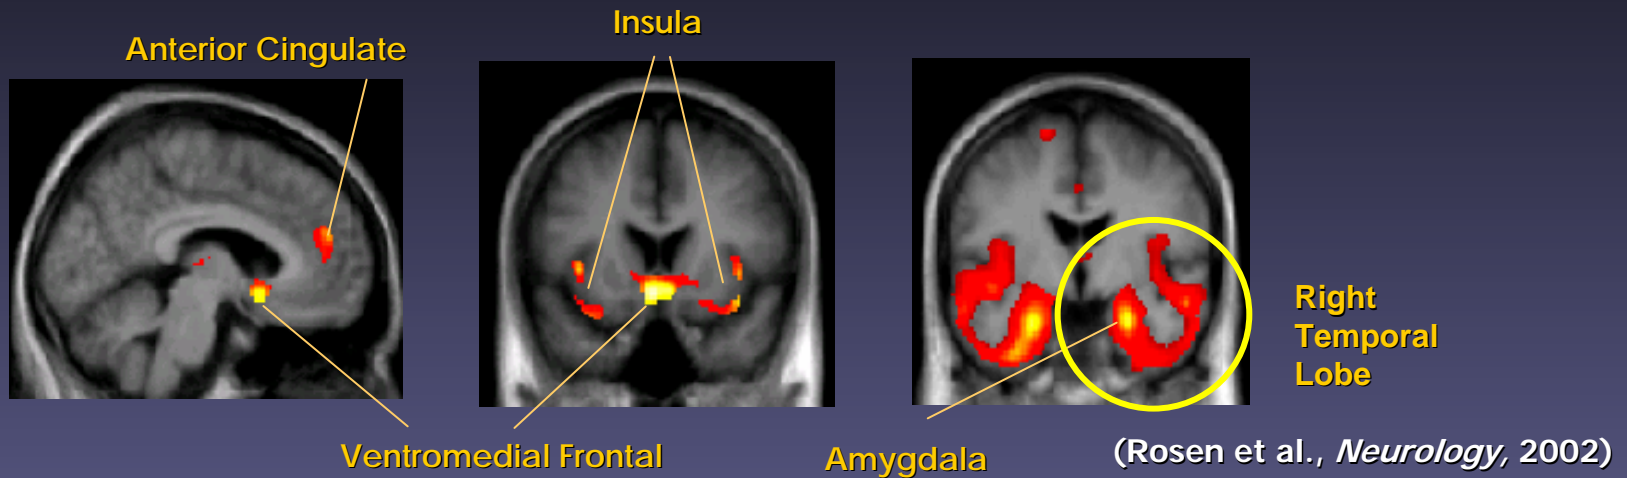 Insula
Anterior Cingulate
Right
Temporal
Lobe
Ventromedial Frontal
Amygdala
(Rosen et al., Neurology, 2002)